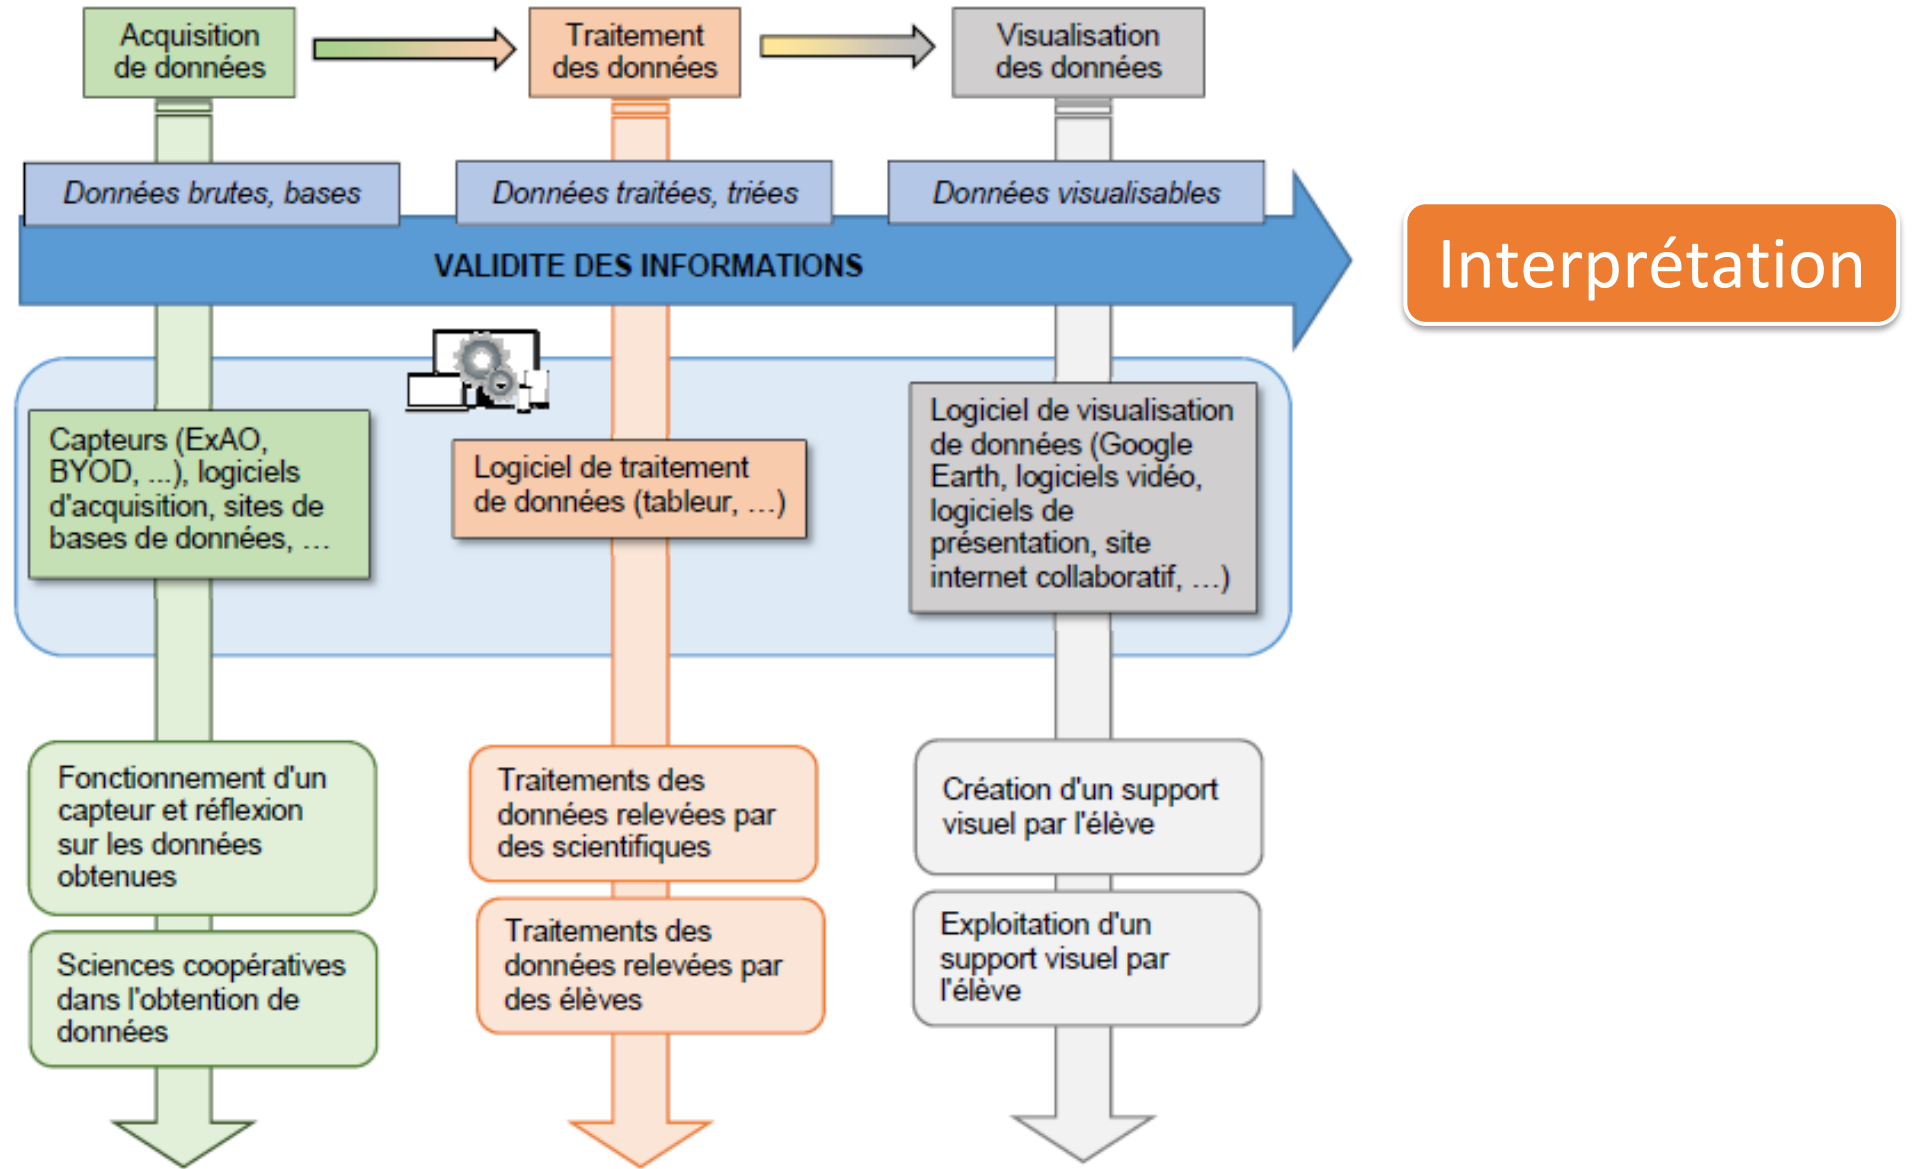 Acquisition
de données
Traitement
des données
Visualisation
des données
Données brutes, bases
Données traitées, triées
Données visualisables
VALIDITE DES INFORMATIONS
Interprétation
Capteurs (ExAO,
BYOD, ...), logiciels
d'acquisition, sites de
bases de données, …
Logiciel de traitement
de données (tableur, …)
Logiciel de visualisation
de données (Google
Earth, logiciels vidéo,
logiciels de
présentation, site
internet collaboratif, …)
Fonctionnement d'un
capteur et réflexion
sur les données
obtenues
Traitements des
données relevées par
des scientifiques
Création d'un support
visuel par l'élève
Sciences coopératives
dans l'obtention de
données
Traitements des
données relevées par
des élèves
Exploitation d'un
support visuel par
l'élève